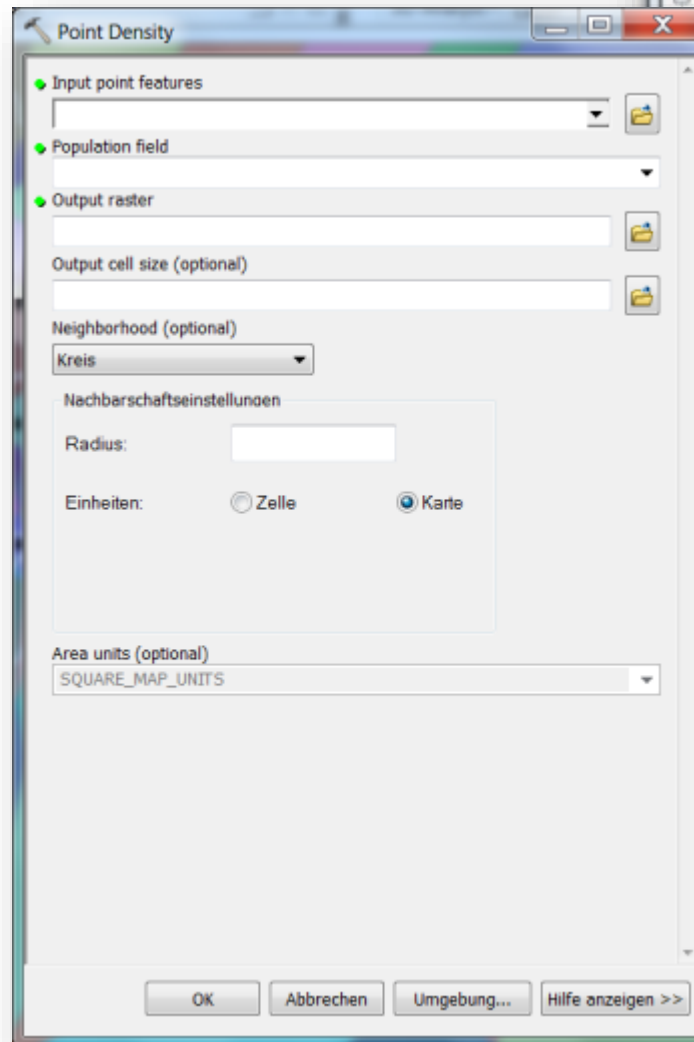 Point Density
Input point features
Population field
Output raster
Output cell size (optional)
Neighborhood (optional)
Kreis
Nachbarschaftseinstellungen
Radius:
Einheiten: Zelle Karte
Area units (optional)
SQUARE_MAP_UNITS
OK Abbrechen Umgebung... Hilfe anzeigen >>